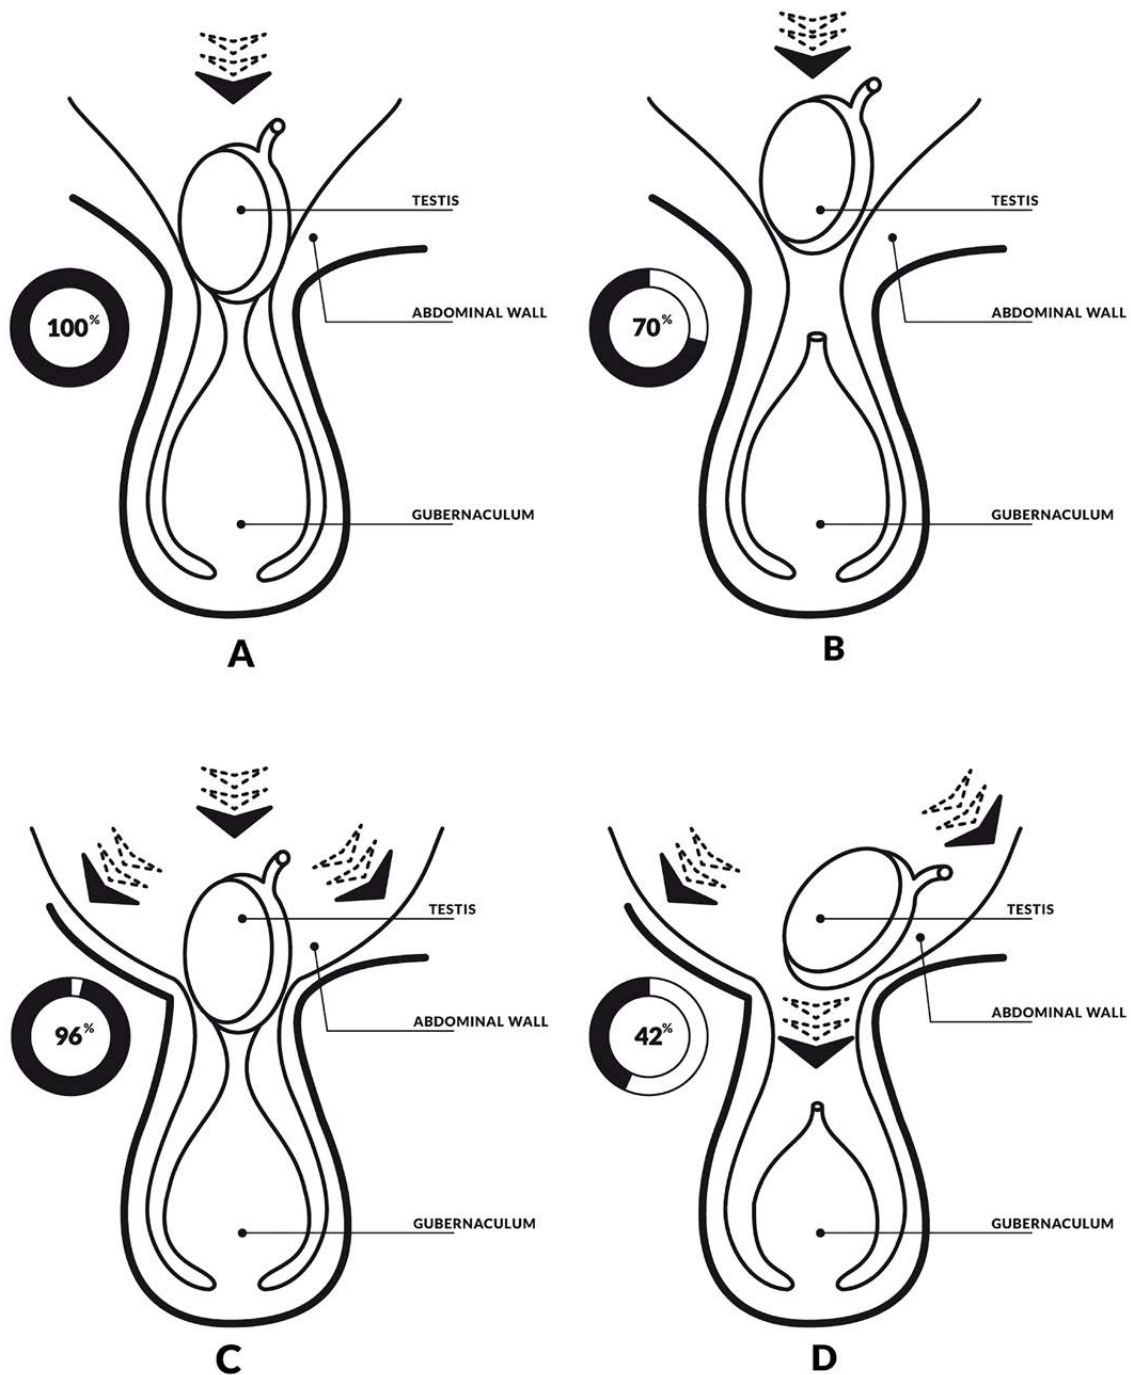 TESTIS
ABDOMINAL WALL
100%
GUBERNACULUM
A
TESTIS
ABDOMINAL WALL
70%
GUBERNACULUM
B
TESTIS
ABDOMINAL WALL
96%
GUBERNACULUM
C
TESTIS
ABDOMINAL WALL
42%
GUBERNACULUM
D